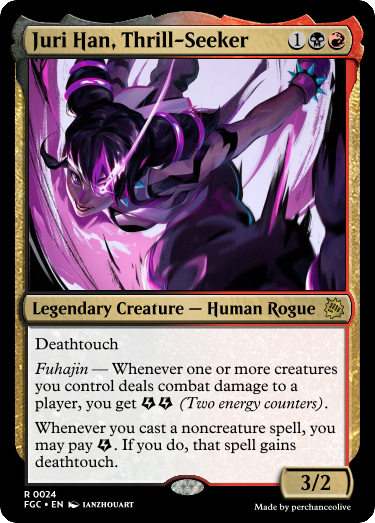 Juri Han, Thrill-Seeker 1
Legendary Creature — Human Rogue
Deathtouch
Fuhajin — Whenever one or more creatures
you control deals combat damage to a
player, you get (Two energy counters).
Whenever you cast a noncreature spell, you
may pay . If you do, that spell gains
deathtouch.
3/2
R 0024
FGC • EN IANZHOUART
Made by perchanceolive